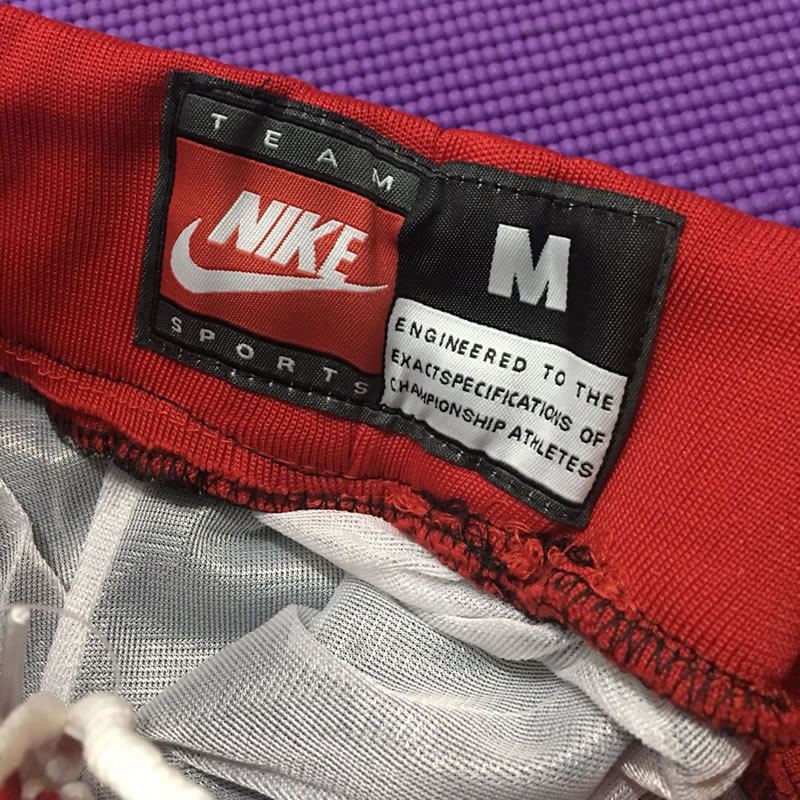 TEAM
NIKE
SPORTS
M
ENGINEERED TO THE
EXACTSPECIFICATIONS OF
CHAMPIONSHIP ATHLETES